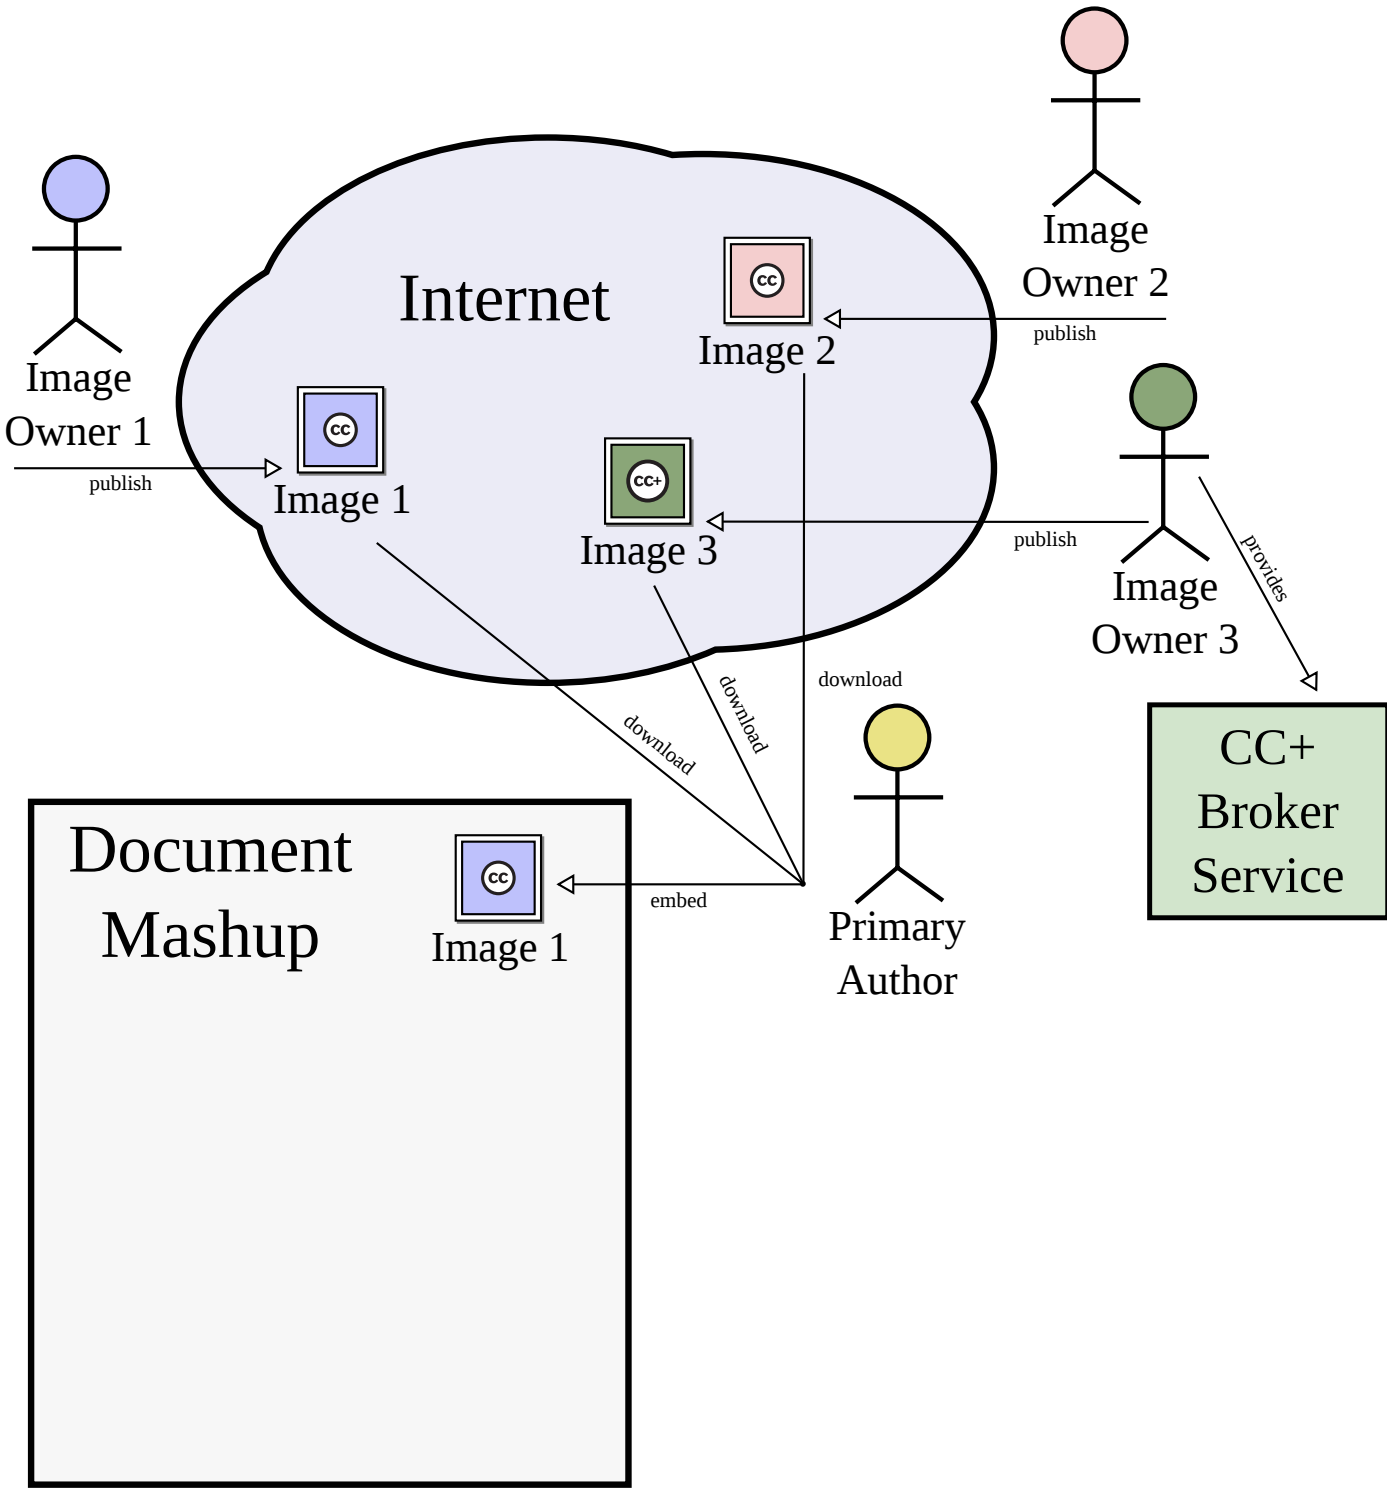 Image
Owner 2
publish
Image
Owner 1
publish
Internet
CC
Image 2
CC
Image 1
CC+
Image 3
publish
Image
Owner 3
provides
download
download
download
CC+
Broker
Service
Document
Mashup
CC
Image 1
embed
Primary
Author